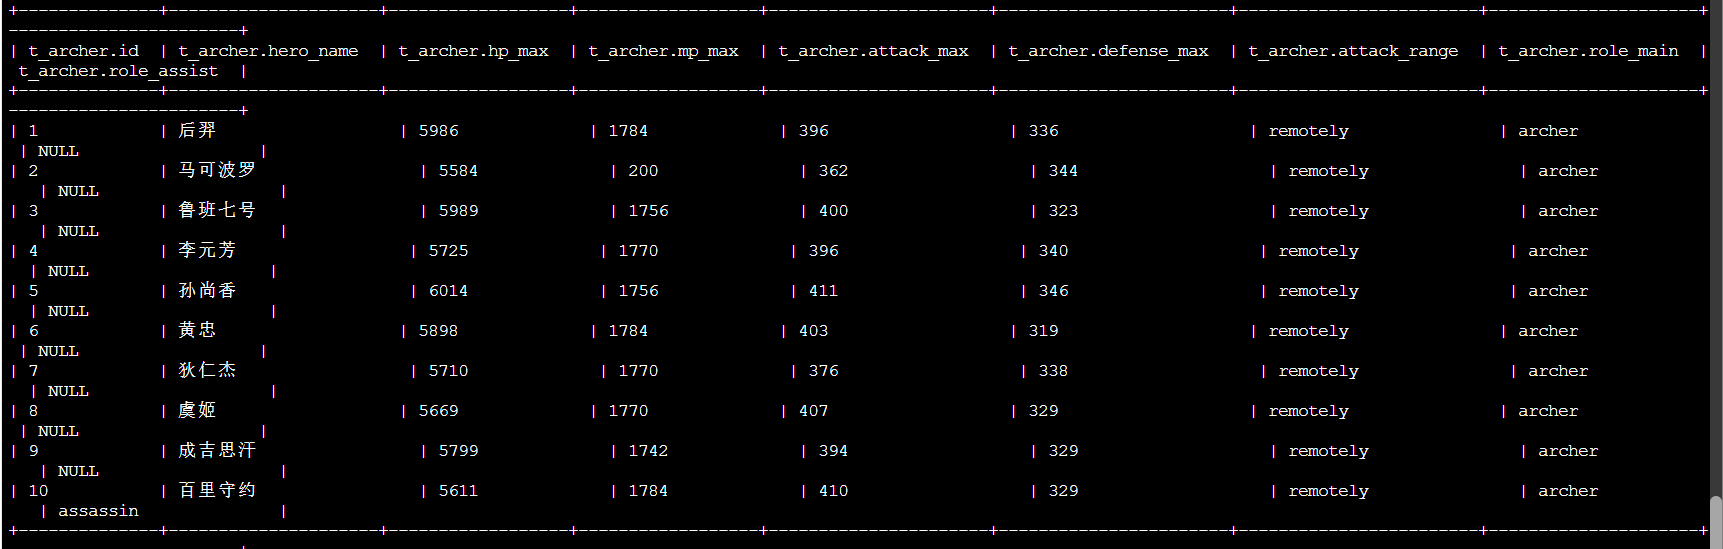 +--------------+---------------------+------------------+------------------+----------------------+-----------------------+------------------------+---------------------+
-----------------------+
| t_archer.id | t_archer.hero_name | t_archer.hp_max | t_archer.mp_max | t_archer.attack_max | t_archer.defense_max | t_archer.attack_range | t_archer.role_main |
t_archer.role_assist |
+--------------+---------------------+------------------+------------------+----------------------+-----------------------+------------------------+---------------------+
-----------------------+
| 1 | 后羿 | 5986 | 1784 | 396 | 336 | remotely | archer
| NULL |
| 2 | 马可波罗 | 5584 | 200 | 362 | 344 | remotely | archer
| NULL |
| 3 | 鲁班七号 | 5989 | 1756 | 400 | 323 | remotely | archer
| NULL |
| 4 | 李元芳 | 5725 | 1770 | 396 | 340 | remotely | archer
| NULL |
| 5 | 孙尚香 | 6014 | 1756 | 411 | 346 | remotely | archer
| NULL |
| 6 | 黄忠 | 5898 | 1784 | 403 | 319 | remotely | archer
| NULL |
| 7 | 狄仁杰 | 5710 | 1770 | 376 | 338 | remotely | archer
| NULL |
| 8 | 虞姬 | 5669 | 1770 | 407 | 329 | remotely | archer
| NULL |
| 9 | 成吉思汗 | 5799 | 1742 | 394 | 329 | remotely | archer
| NULL |
| 10 | 百里守约 | 5611 | 1784 | 410 | 329 | remotely | archer
| assassin |
+--------------+---------------------+------------------+------------------+----------------------+-----------------------+------------------------+---------------------+